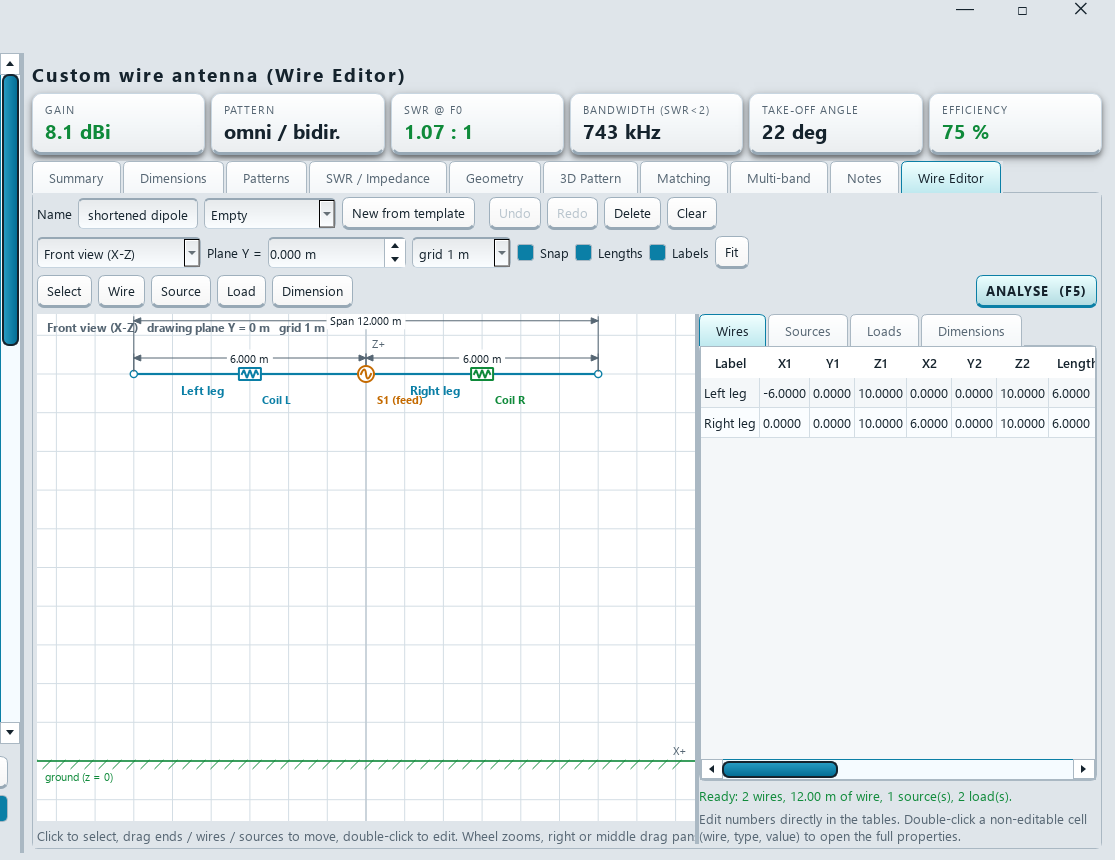 Custom wire antenna (Wire Editor)
GAIN PATTERN SWR @ F0 BANDWIDTH (SWR<2) TAKE-OFF ANGLE EFFICIENCY
8.1 dBi omni / bidir. 1.07 : 1 743 kHz 22 deg 75 %
Summary Dimensions Patterns SWR / Impedance Geometry 3D Pattern Matching Multi-band Notes Wire Editor
Name shortened dipole Empty New from template Undo Redo Delete Clear
Front view (X-Z) Plane Y = 0.000 m grid 1 m Snap Lengths Labels Fit
Select Wire Source Load Dimension ANALYSE (F5)
Front view (X-Z) drawing plane Y = 0 m grid 1 m
Span 12.000 m
Z+
6.000 m 6.000 m
Left leg Right leg
Coil L S1 (feed) Coil R
X+
ground (z = 0)
Click to select, drag ends / wires / sources to move, double-click to edit. Wheel zooms, right or middle drag pan
Wires Sources Loads Dimensions
Label X1 Y1 Z1 X2 Y2 Z2 Length
Left leg -6.0000 0.0000 10.0000 0.0000 0.0000 10.0000 6.0000
Right leg 0.0000 0.0000 10.0000 6.0000 0.0000 10.0000 6.0000
Ready: 2 wires, 12.00 m of wire, 1 source(s), 2 load(s).
Edit numbers directly in the tables. Double-click a non-editable cell
(wire, type, value) to open the full properties.